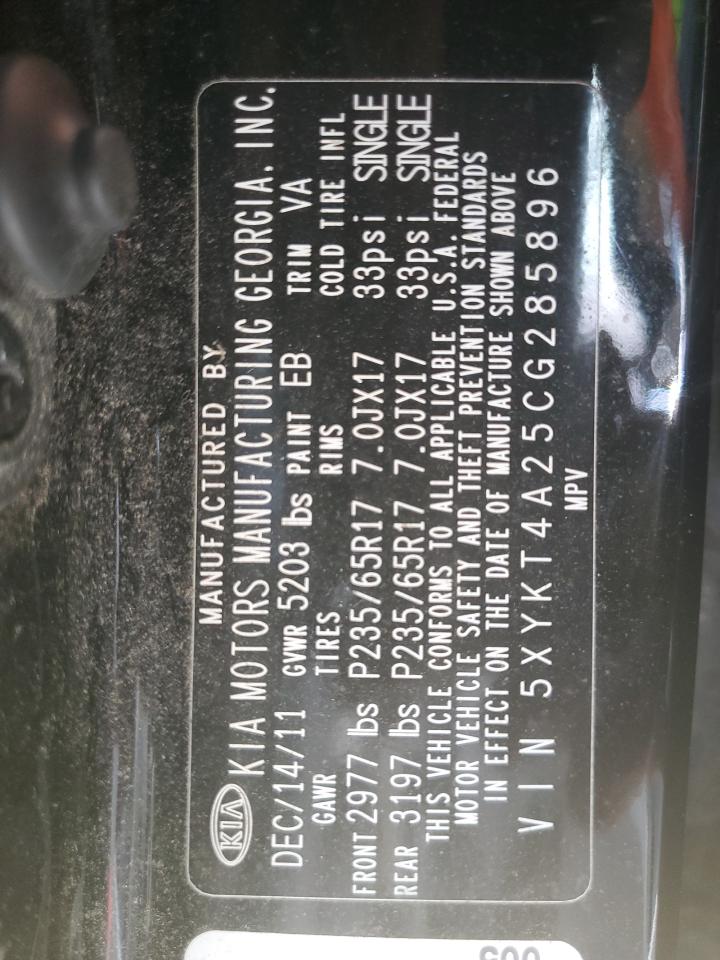 MANUFACTURED BY
KIA KIA MOTORS MANUFACTURING GEORGIA, INC.
DEC/14/11 GVWR 5203 lbs PAINT EB TRIM VA
GAWR TIRES RIMS COLD TIRE INFL
FRONT 2977 lbs P235/65R17 7.0JX17 33psi SINGLE
REAR 3197 lbs P235/65R17 7.0JX17 33psi SINGLE
THIS VEHICLE CONFORMS TO ALL APPLICABLE U.S.A. FEDERAL
MOTOR VEHICLE SAFETY AND THEFT PREVENTION STANDARDS
IN EFFECT ON THE DATE OF MANUFACTURE SHOWN ABOVE
VIN 5XYKT4A25CG285896
MPV